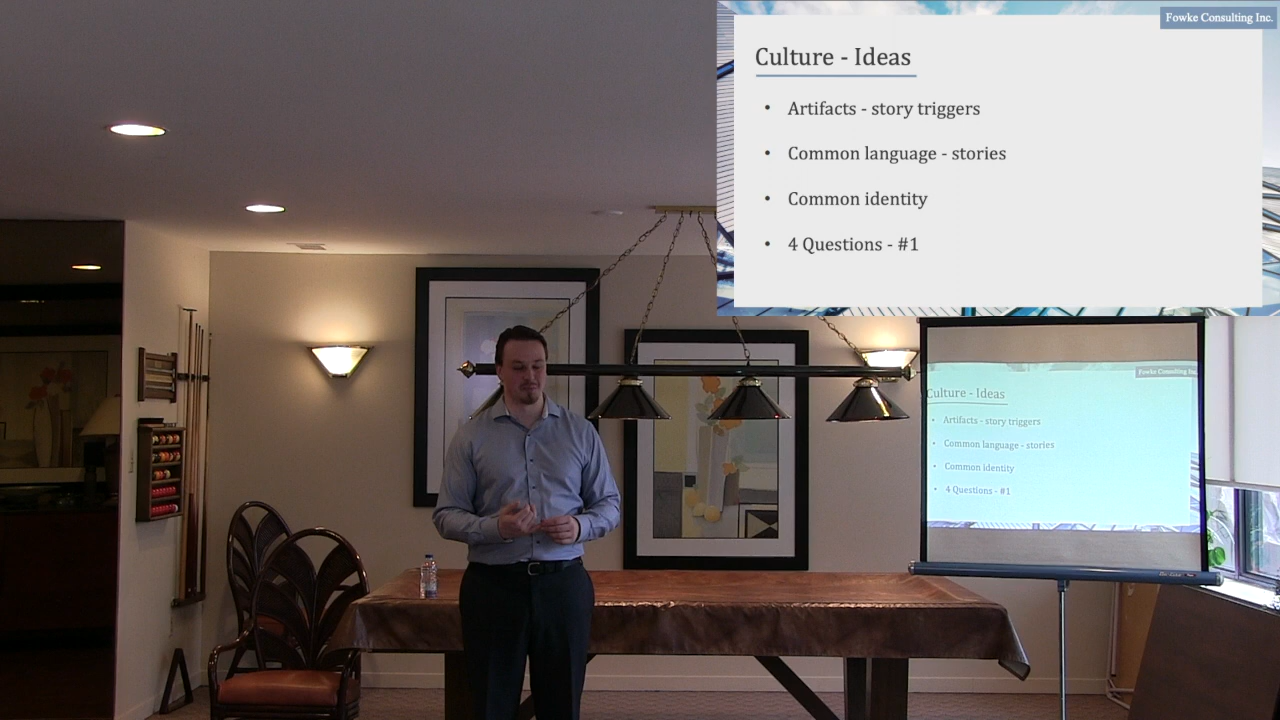 Fowke Consulting Inc.
Culture - Ideas
• Artifacts - story triggers
• Common language - stories
• Common identity
• 4 Questions - #1
Fowke Consulting Inc.
Culture - Ideas
• Artifacts - story triggers
• Common language - stories
• Common identity
• 4 Questions - #1